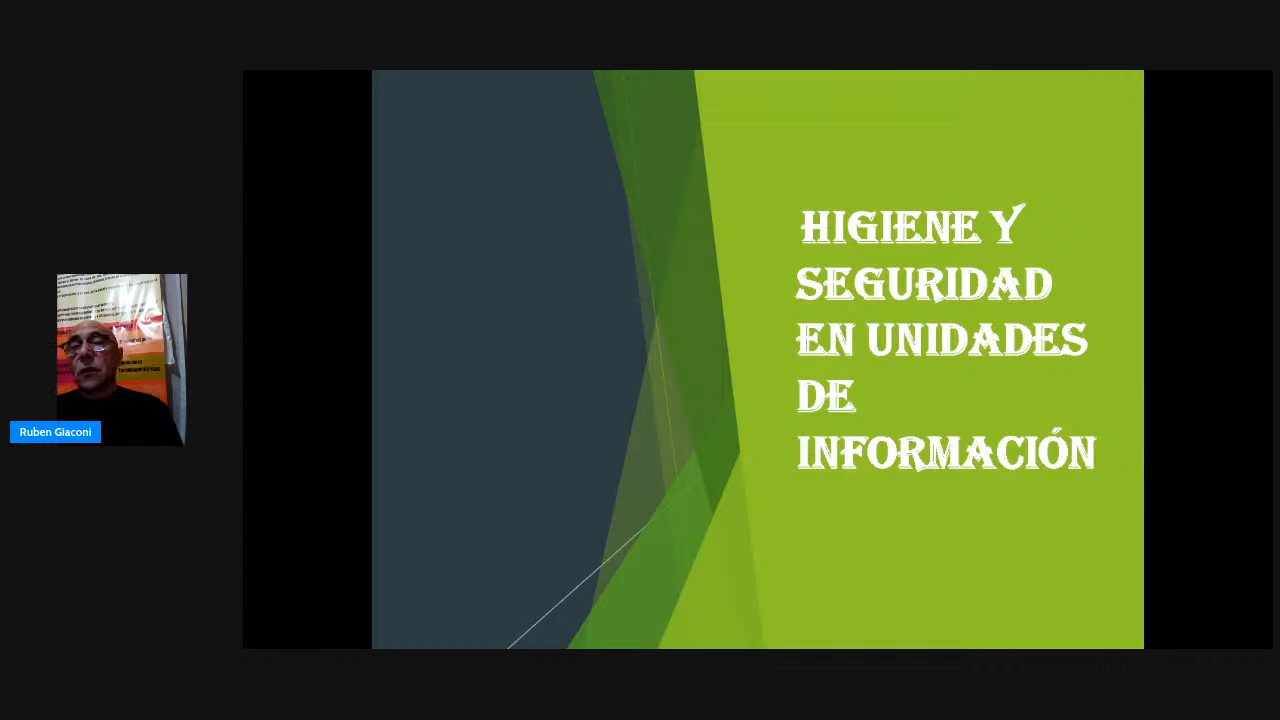 HIGIENE Y
SEGURIDAD
EN UNIDADES
DE
INFORMACIÓN
Ruben Giaconi